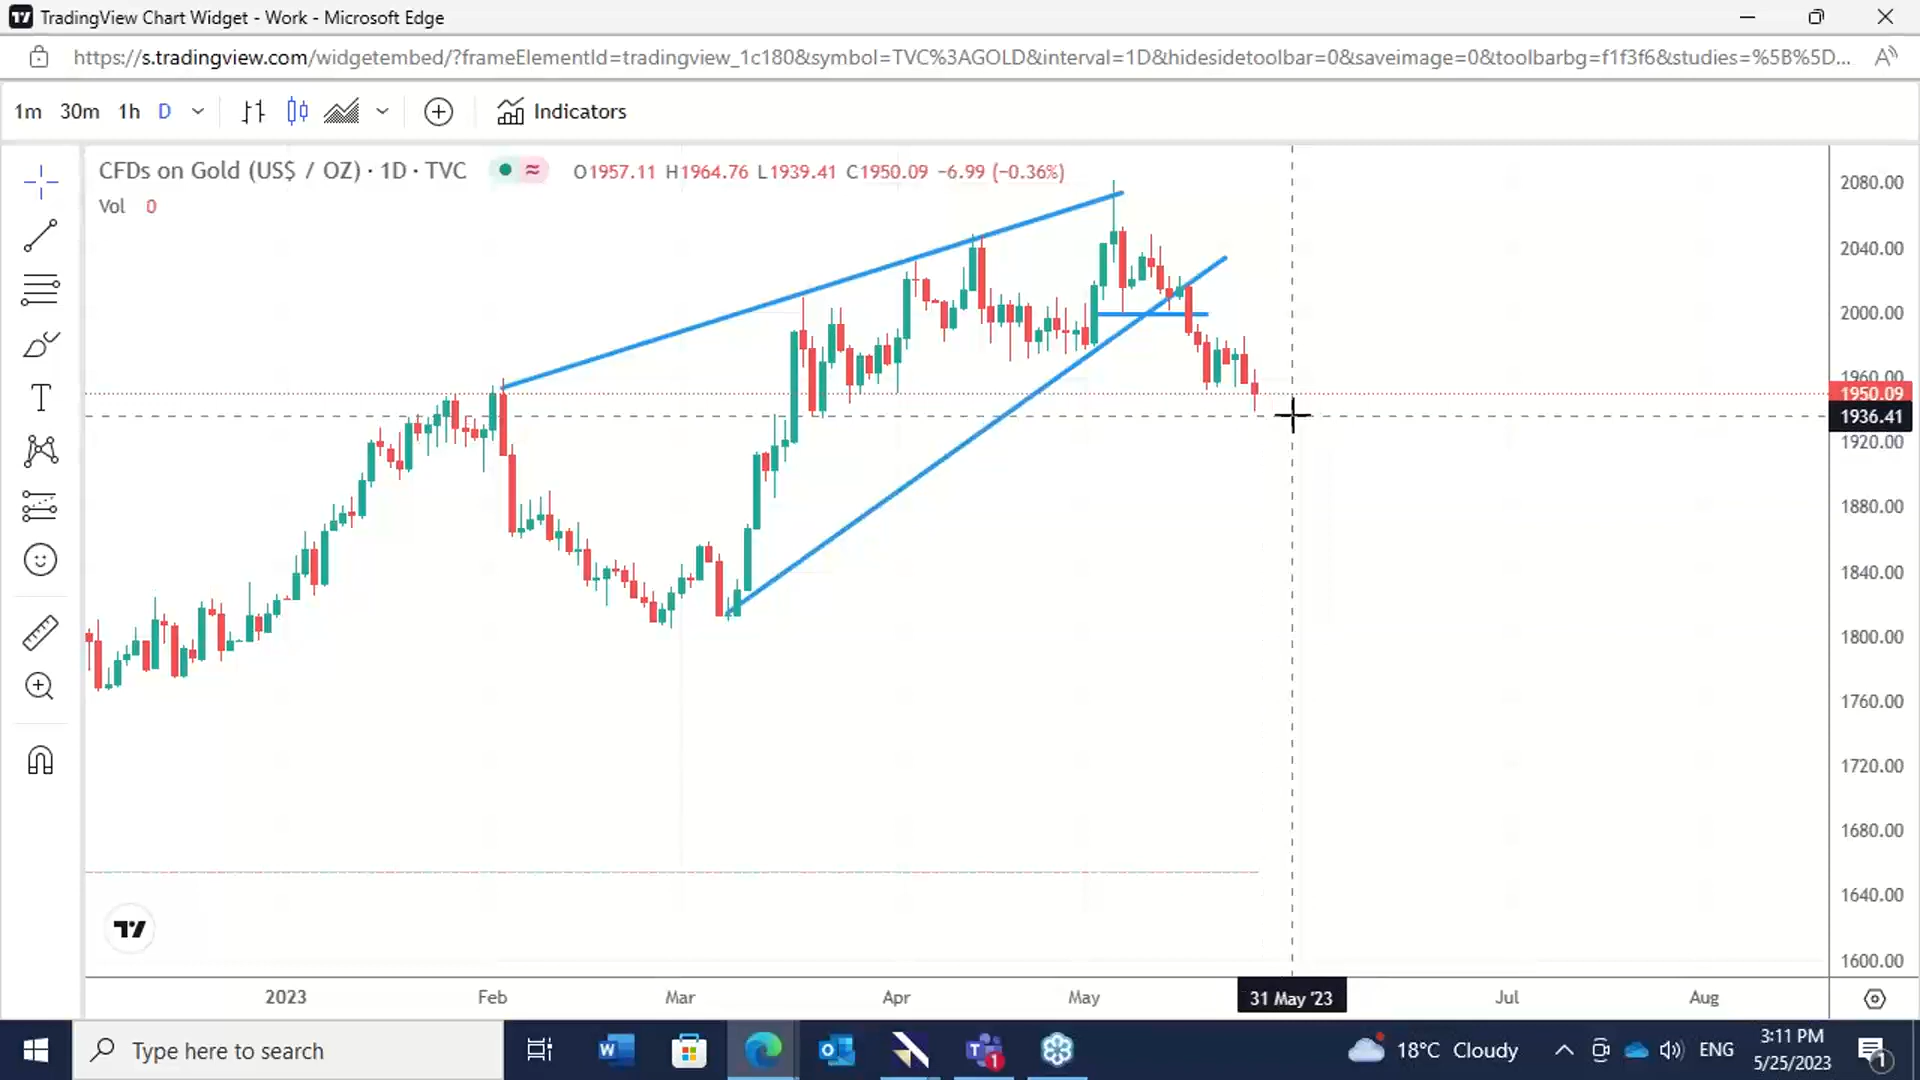 TradingView Chart Widget - Work - Microsoft Edge
https://s.tradingview.com/widgetembed/?frameElementId=tradingview_1c180&symbol=TVC%3AGOLD&interval=1D&hidesidetoolbar=0&saveimage=0&toolbarbg=f1f3f6&studies=%5B%5D...
1m 30m 1h D Indicators
CFDs on Gold (US$ / OZ) · 1D · TVC O1957.11 H1964.76 L1939.41 C1950.09 −6.99 (−0.36%)
Vol 0
2080.00
2040.00
2000.00
1960.00
1950.09
1936.41
1920.00
1880.00
1840.00
1800.00
1760.00
1720.00
1680.00
1640.00
1600.00
2023 Feb Mar Apr May 31 May '23 Jul Aug
Type here to search
1
18°C Cloudy
ENG
3:11 PM
5/25/2023
1